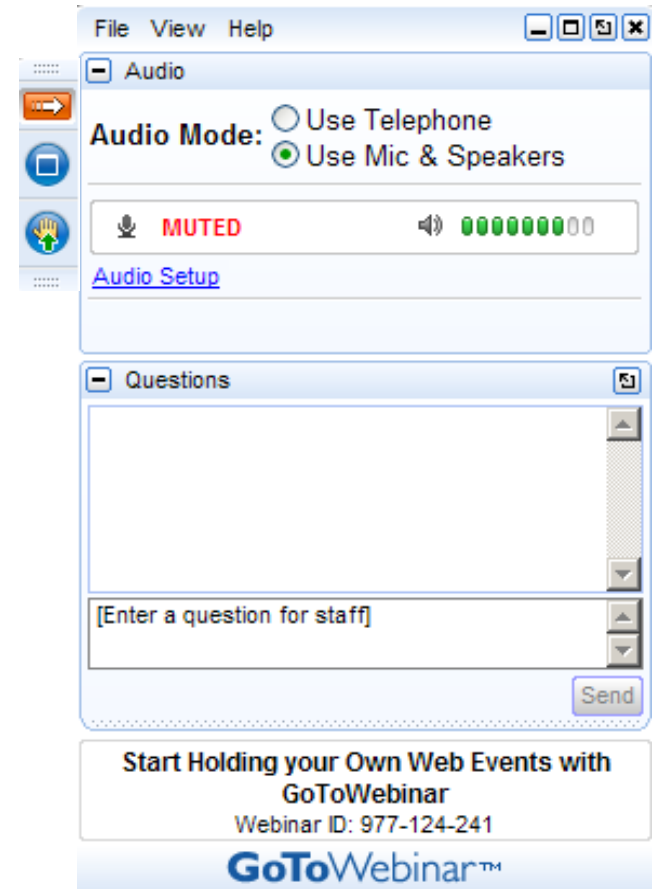 File View Help
Audio
Audio Mode:
Use Telephone
Use Mic & Speakers
MUTED
Audio Setup
Questions
[Enter a question for staff]
Send
Start Holding your Own Web Events with
GoToWebinar
Webinar ID: 977-124-241
GoToWebinar™